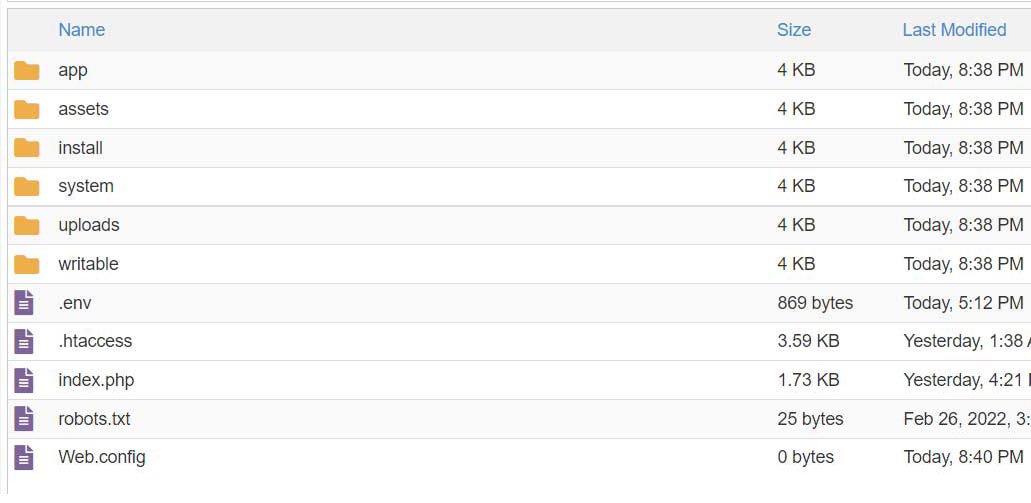 Name Size Last Modified
app 4 KB Today, 8:38 PM
assets 4 KB Today, 8:38 PM
install 4 KB Today, 8:38 PM
system 4 KB Today, 8:38 PM
uploads 4 KB Today, 8:38 PM
writable 4 KB Today, 8:38 PM
.env 869 bytes Today, 5:12 PM
.htaccess 3.59 KB Yesterday, 1:38
index.php 1.73 KB Yesterday, 4:21
robots.txt 25 bytes Feb 26, 2022, 3:
Web.config 0 bytes Today, 8:40 PM